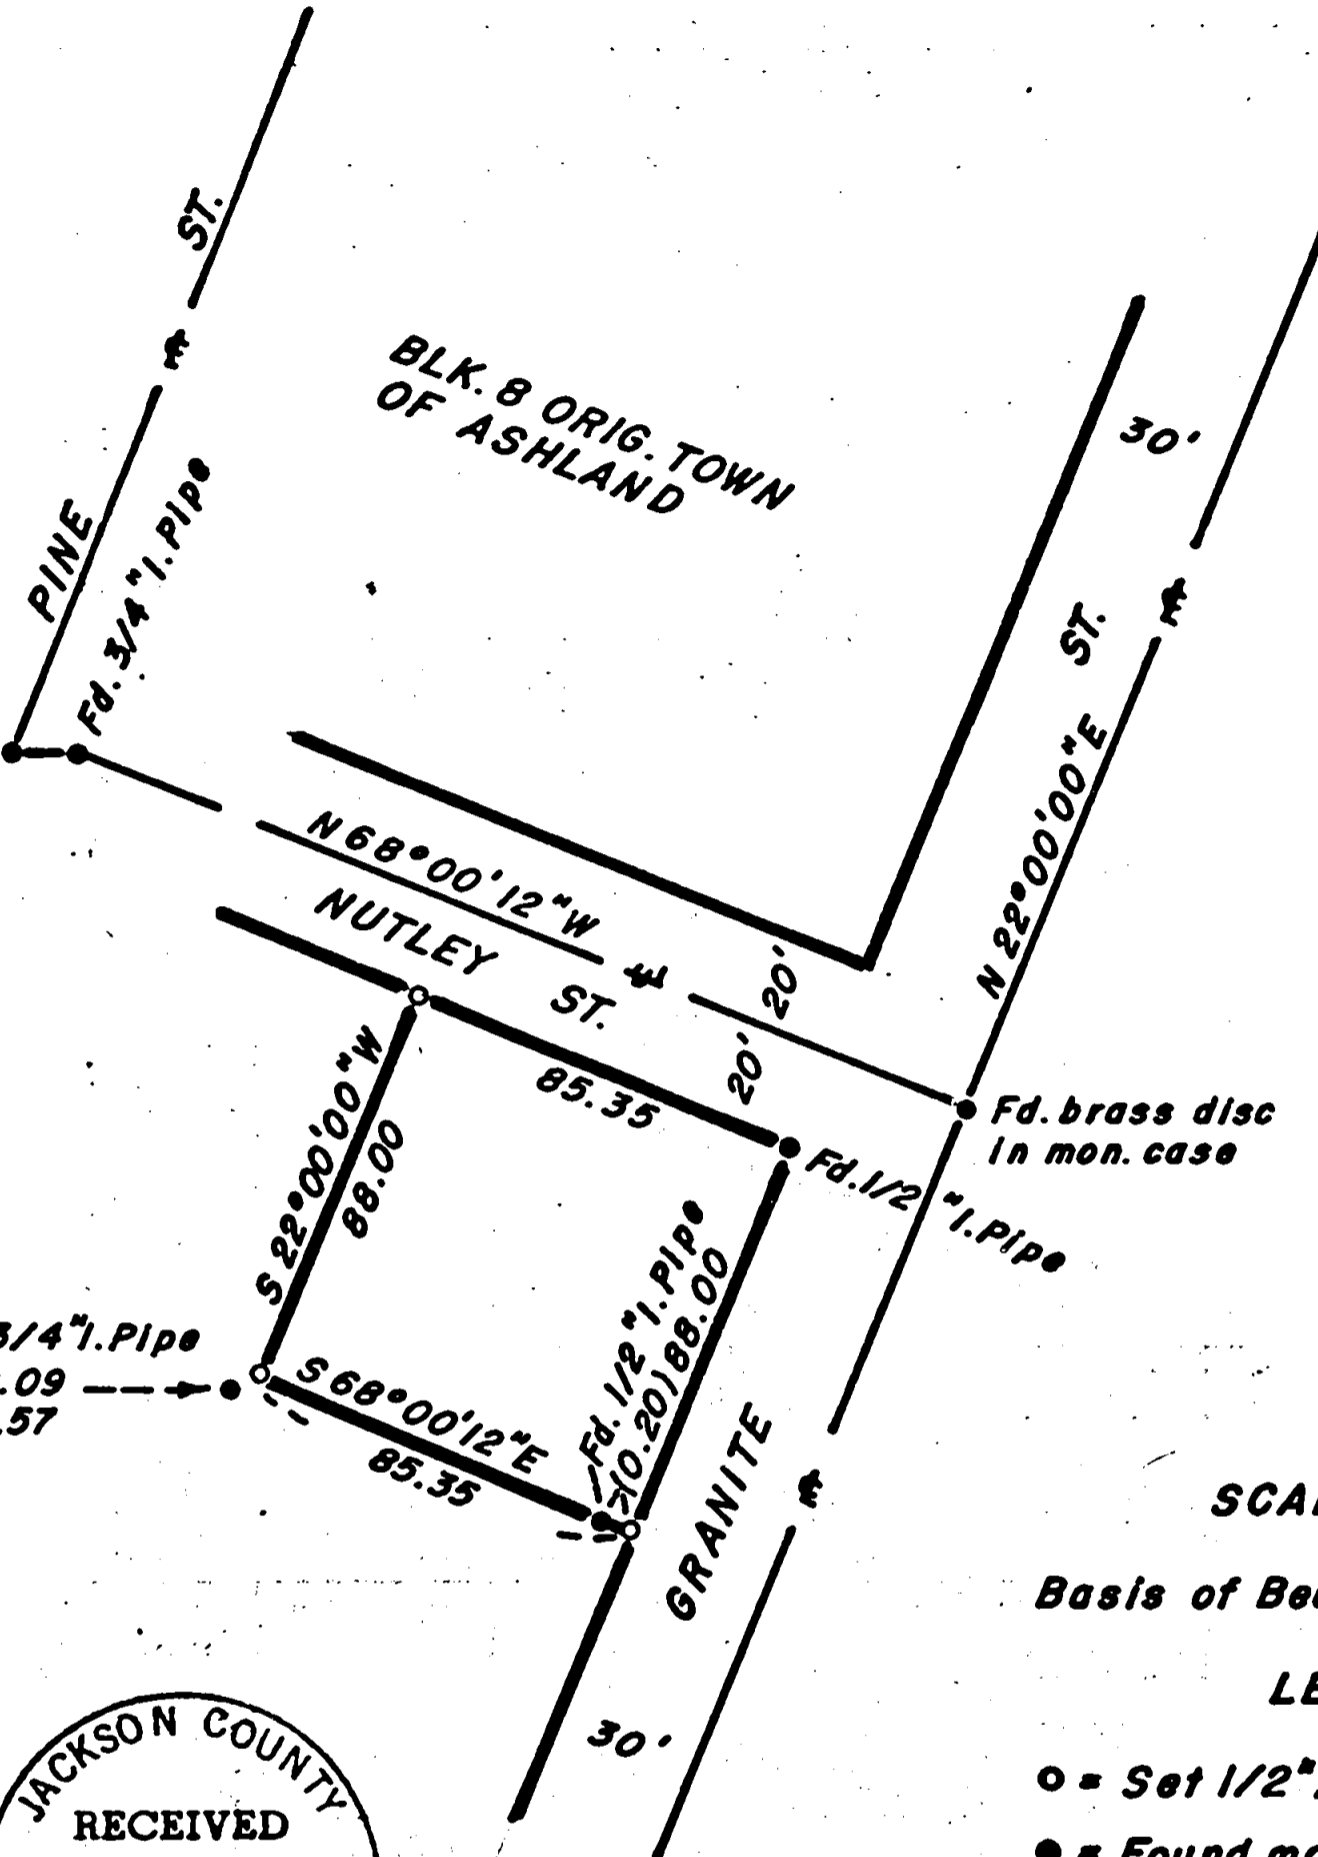 ST.
℄
PINE
Fd. 3/4" I. Pipe
BLK. 8 ORIG. TOWN
OF ASHLAND
30'
ST.
℄
N 22°00'00" E
N 68°00'12" W
NUTLEY ST.
℄
20'
20'
85.35
Fd. brass disc
in mon. case
Fd. 1/2" I. Pipe
S 22°00'00" W
88.00
Fd. 1/2" I. Pipe
(0.20) 88.00
3/4" I. Pipe
.09
.57
S 68°00'12" E
85.35
GRANITE
℄
30'
Basis of
= Set 1/2"
= Found
JACKSON COUNTY
RECEIVED